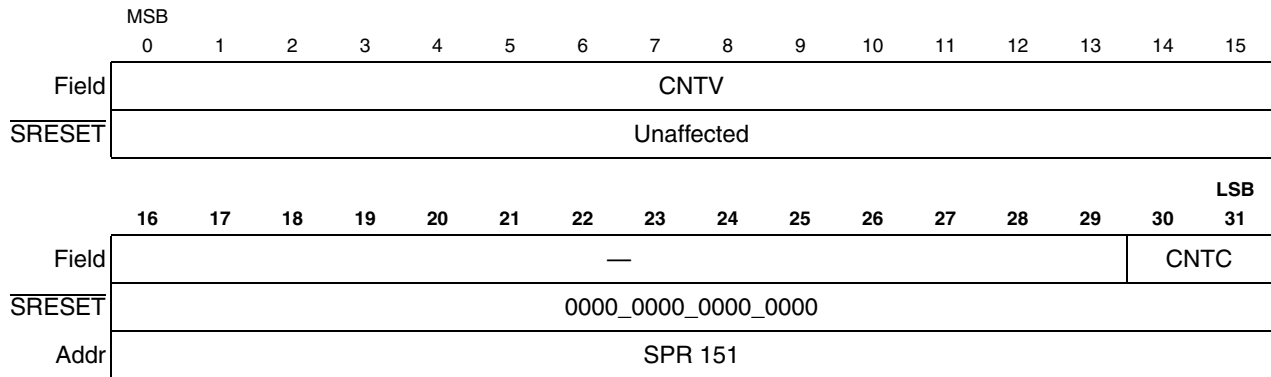 MSB
0 1 2 3 4 5 6 7 8 9 10 11 12 13 14 15
Field CNTV
SRESET Unaffected
LSB
16 17 18 19 20 21 22 23 24 25 26 27 28 29 30 31
Field — CNTC
SRESET 0000_0000_0000_0000
Addr SPR 151